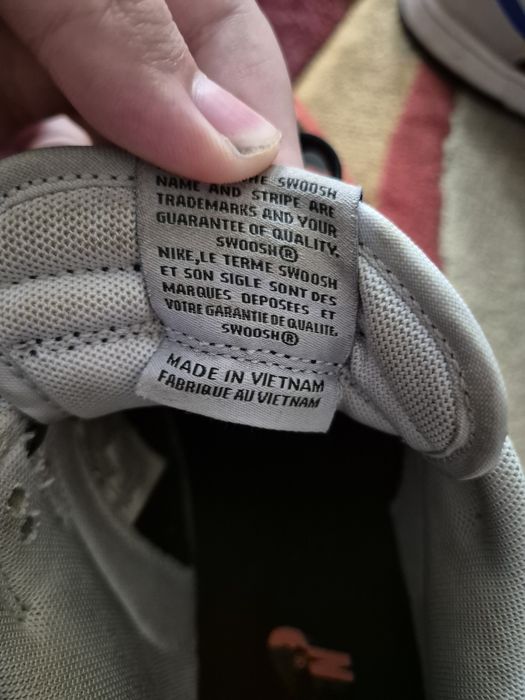 THE SWOOSH
NAME AND STRIPE ARE
TRADEMARKS AND YOUR
GUARANTEE OF QUALITY.
SWOOSH®
NIKE, LE TERME SWOOSH
ET SON SIGLE SONT DES
MARQUES DEPOSEES ET
VOTRE GARANTIE DE QUALITE.
SWOOSH®
MADE IN VIETNAM
FABRIQUE AU VIETNAM